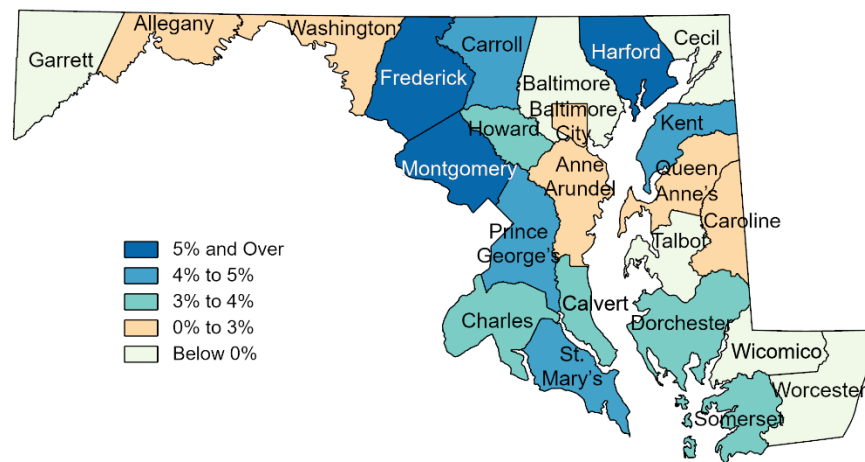 Garrett
Allegany
Washington
Frederick
Carroll
Baltimore
Baltimore
City
Harford
Cecil
Howard
Montgomery
Anne
Arundel
Kent
Queen
Anne's
Caroline
Talbot
Prince
George's
Calvert
Charles
St.
Mary's
Dorchester
Wicomico
Worcester
Somerset
5% and Over
4% to 5%
3% to 4%
0% to 3%
Below 0%